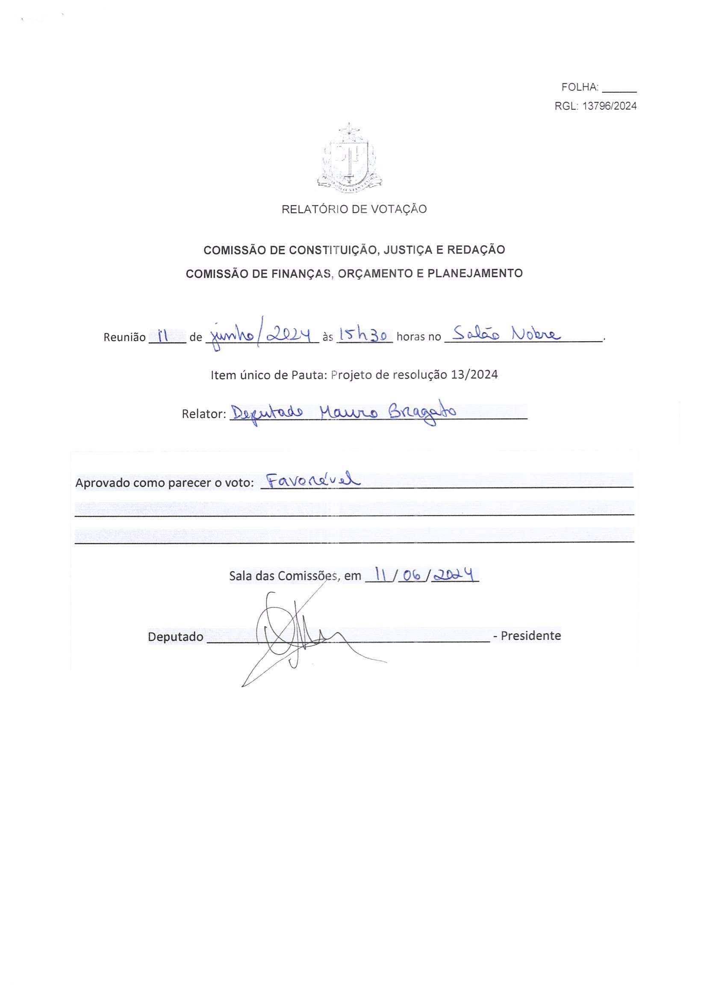 FOLHA: ______
RGL: 13796/2024
RELATÓRIO DE VOTAÇÃO
COMISSÃO DE CONSTITUIÇÃO, JUSTIÇA E REDAÇÃO
COMISSÃO DE FINANÇAS, ORÇAMENTO E PLANEJAMENTO
Reunião 11 de junho/2024 às 15h30 horas no Salão Nobre.
Item único de Pauta: Projeto de resolução 13/2024
Relator: Deputado Mauro Bragato
Aprovado como parecer o voto: Favorável
Sala das Comissões, em 11/06/2024
Deputado ______ - Presidente